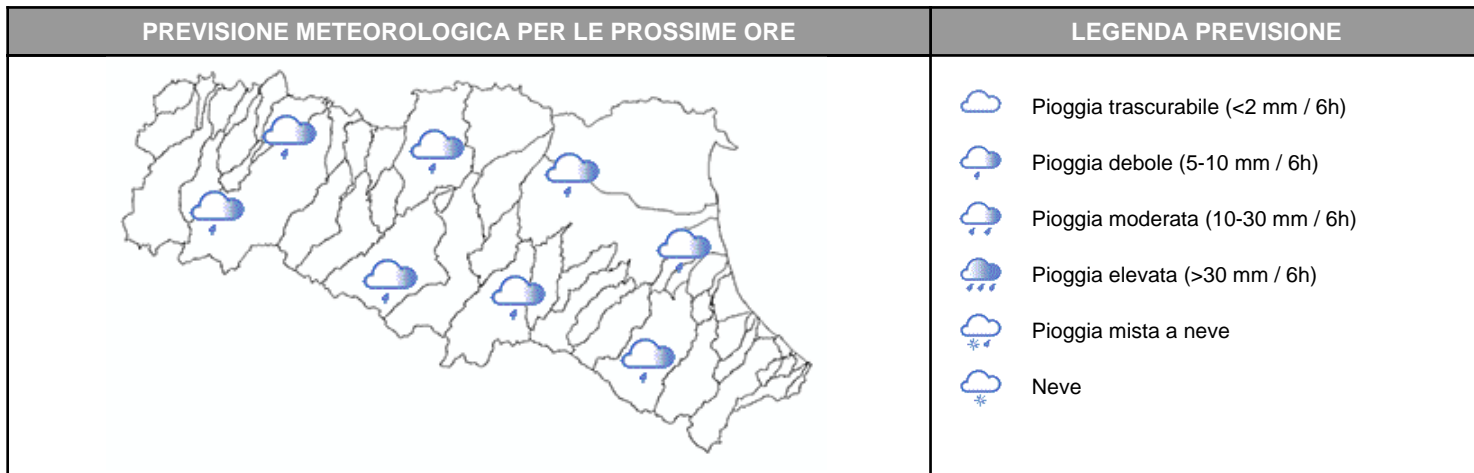 PREVISIONE METEOROLOGICA PER LE PROSSIME ORE
LEGENDA PREVISIONE
Pioggia trascurabile (<2 mm / 6h)
Pioggia debole (5-10 mm / 6h)
Pioggia moderata (10-30 mm / 6h)
Pioggia elevata (>30 mm / 6h)
Pioggia mista a neve
Neve